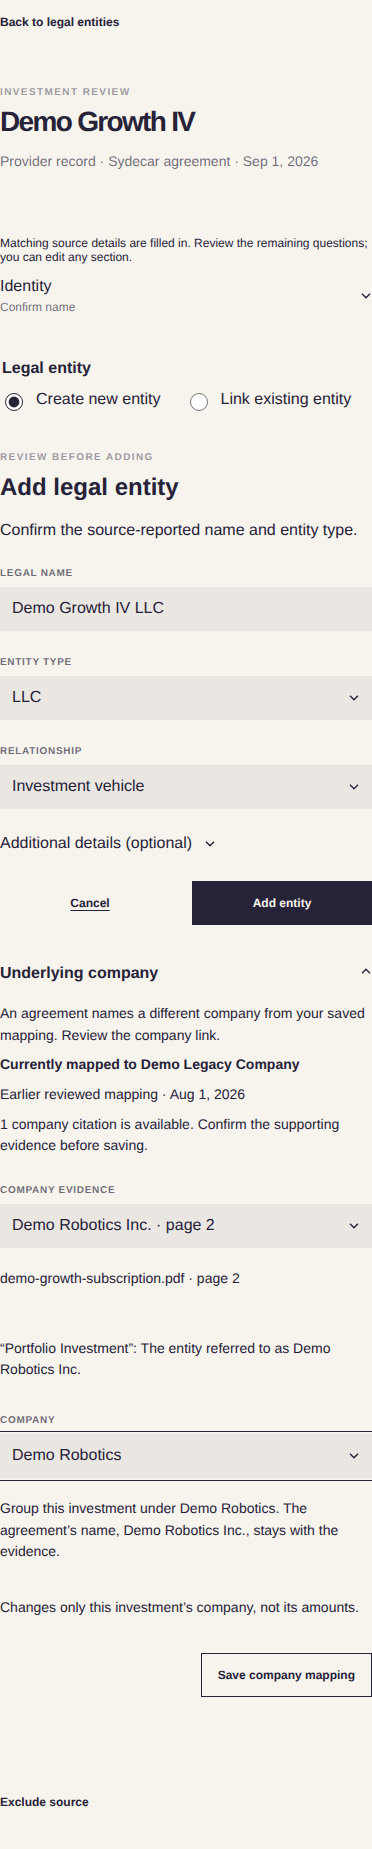 Back to legal entities
INVESTMENT REVIEW
Demo Growth IV
Provider record · Sydecar agreement · Sep 1, 2026
Matching source details are filled in. Review the remaining questions;
you can edit any section.
Identity
Confirm name
Legal entity
Create new entity
Link existing entity
REVIEW BEFORE ADDING
Add legal entity
Confirm the source-reported name and entity type.
LEGAL NAME
Demo Growth IV LLC
ENTITY TYPE
LLC
RELATIONSHIP
Investment vehicle
Additional details (optional)
Cancel
Add entity
Underlying company
An agreement names a different company from your saved
mapping. Review the company link.
Currently mapped to Demo Legacy Company
Earlier reviewed mapping · Aug 1, 2026
1 company citation is available. Confirm the supporting
evidence before saving.
COMPANY EVIDENCE
Demo Robotics Inc. · page 2
demo-growth-subscription.pdf · page 2
“Portfolio Investment”: The entity referred to as Demo
Robotics Inc.
COMPANY
Demo Robotics
Group this investment under Demo Robotics. The
agreement’s name, Demo Robotics Inc., stays with the
evidence.
Changes only this investment’s company, not its amounts.
Save company mapping
Exclude source